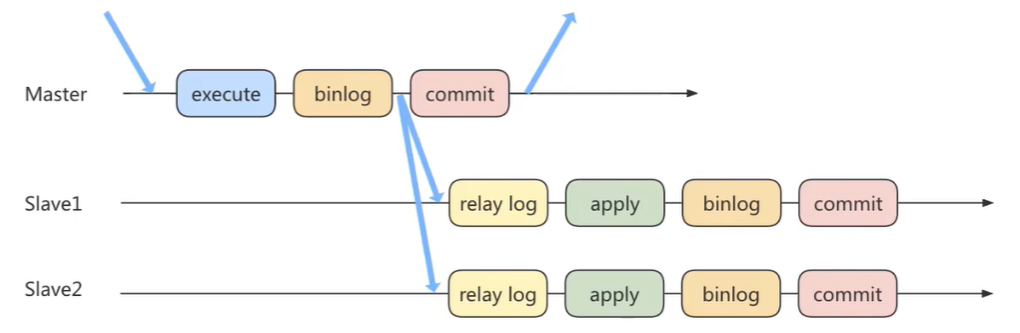 Master execute binlog commit
Slave1 relay log apply binlog commit
Slave2 relay log apply binlog commit